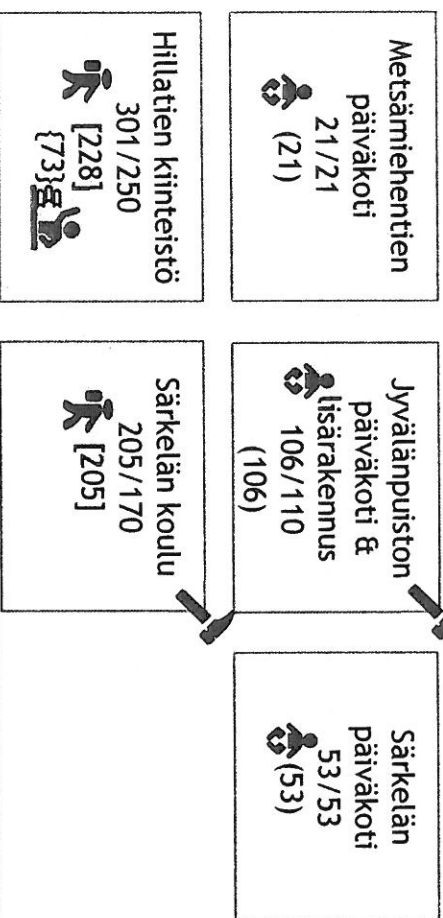 Metsämiehentien
päiväkoti
21/21
(21)
Jyvälänpuiston
päiväkoti &
lisärakennus
106/110
(106)
Särkelän
päiväkoti
53/53
(53)
Hillatien kiinteistö
301/250
[228]
{73}
Särkelän koulu
205/170
[205]